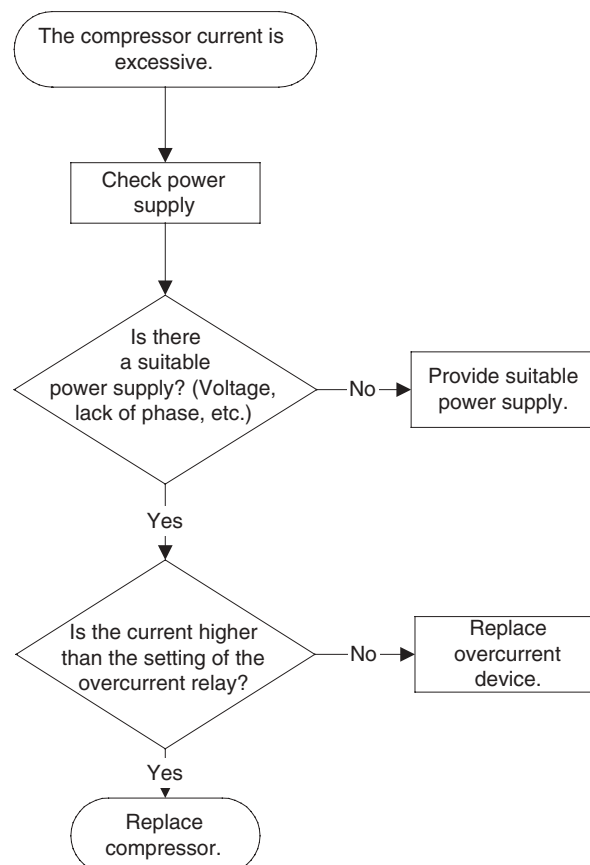 The compressor current is
excessive.
Check power
supply
Is there
a suitable
power supply? (Voltage,
lack of phase, etc.)
No
Provide suitable
power supply.
Yes
Is the current higher
than the setting of the
overcurrent relay?
No
Replace
overcurrent
device.
Yes
Replace
compressor.